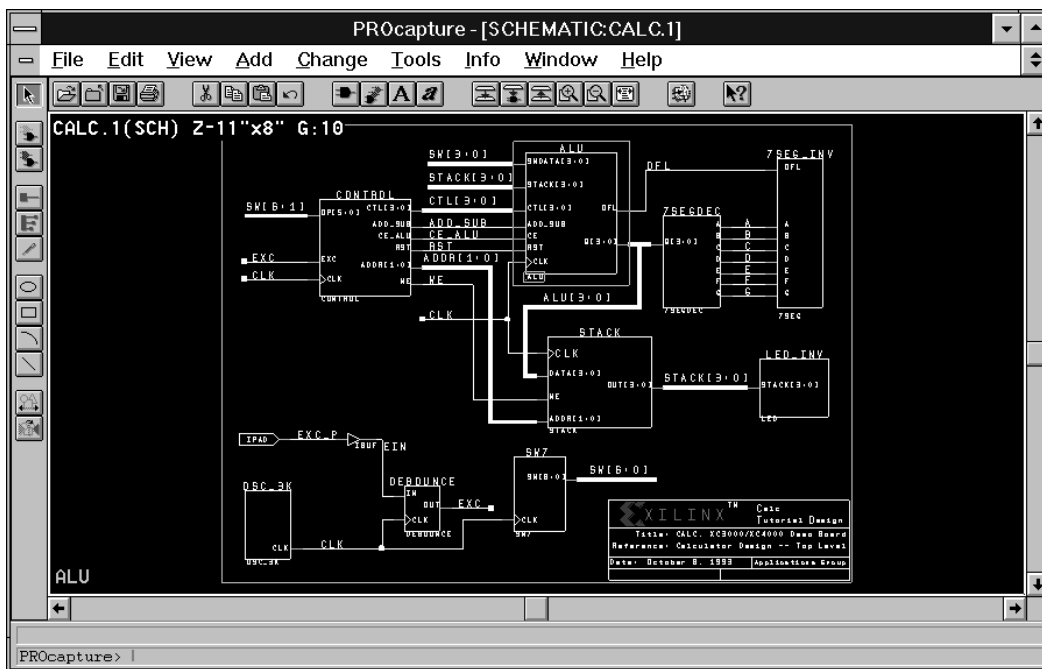 PROcapture - [SCHEMATIC:CALC.1]
File Edit View Add Change Tools Info Window Help
CALC.1(SCH) Z-11"x8" G:10
SW[3:0]
STACK[3:0]
CTL[3:0]
ADD_SUB
CE_ALU
RST
ADDR[1:0]
WE
ALU
SWDATA[3:0]
STACK[3:0]
CTL[3:0]
ADD_SUB
CE
RST
CLK
OFL
Q[3:0]
ALU
OFL
7SEG_INV
OFL
A
B
C
D
E
F
G
7SEG
SW[6:1]
EXC
CLK
CONTROL
OP[5:0]
EXC
CLK
CTL[3:0]
ADD_SUB
CE_ALU
RST
ADDR[1:0]
WE
CONTROL
7SEGDEC
Q[3:0]
A
B
C
D
E
F
G
7SEGDEC
A
B
C
D
E
F
G
ALU[3:0]
CLK
STACK
CLK
DATA[3:0]
WE
ADDR[1:0]
OUT[3:0]
STACK
STACK[3:0]
LED_INV
STACK[3:0]
LED
IPAD
EXC_P
IBUF
EIN
DEBOUNCE
IN
OUT
CLK
DEBOUNCE
EXC
SW7
SW[6:0]
CLK
SW7
SW[6:0]
OSC_3K
CLK
OSC_3K
CLK
XILINX™
Calc
Tutorial Design
Title: CALC, XC3000/XC4000 Demo Board
Reference: Calculator Design -- Top Level
Date: October 8, 1993
Applications Group
ALU
PROcapture>